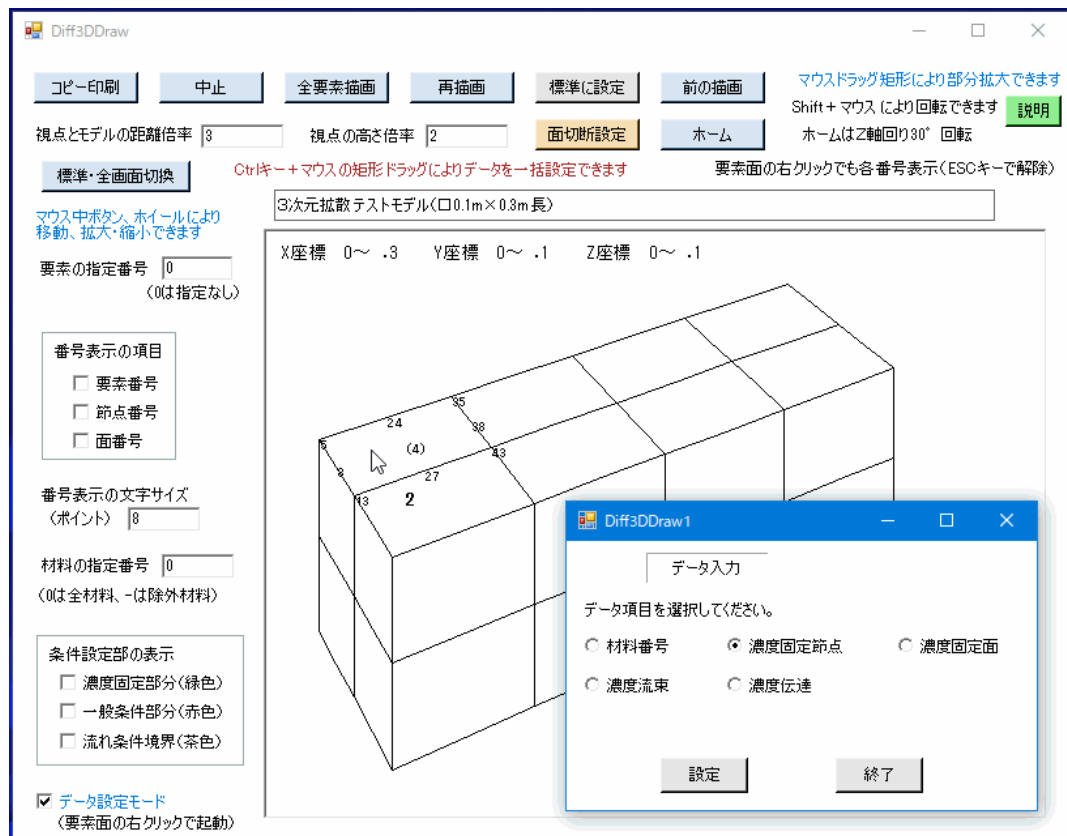 Diff3DDraw
コピー印刷
中止
全要素描画
再描画
標準に設定
前の描画
マウスドラッグ矩形により部分拡大できます
Shift+マウスにより回転できます
説明
視点とモデルの距離倍率 3
視点の高さ倍率 2
面切断設定
ホーム
ホームはZ軸回り30° 回転
標準・全画面切換
Ctrlキー+マウスの矩形ドラッグによりデータを一括設定できます
要素面の右クリックでも各番号表示(ESCキーで解除)
マウス中ボタン、ホイールにより
移動、拡大・縮小できます
3次元拡散テストモデル(口0.1m×0.3m長)
要素の指定番号 0
(0は指定なし)
X座標 0～ .3 Y座標 0～ .1 Z座標 0～ .1
番号表示の項目
要素番号
節点番号
面番号
35
24
38
5
(4)
43
8
27
13
2
番号表示の文字サイズ
(ポイント) 8
材料の指定番号 0
(0は全材料、-は除外材料)
条件設定部の表示
濃度固定部分(緑色)
一般条件部分(赤色)
流れ条件境界(茶色)
データ設定モード
(要素面の右クリックで起動)
Diff3DDraw1
データ入力
データ項目を選択してください。
材料番号
濃度固定節点
濃度固定面
濃度流束
濃度伝達
設定
終了